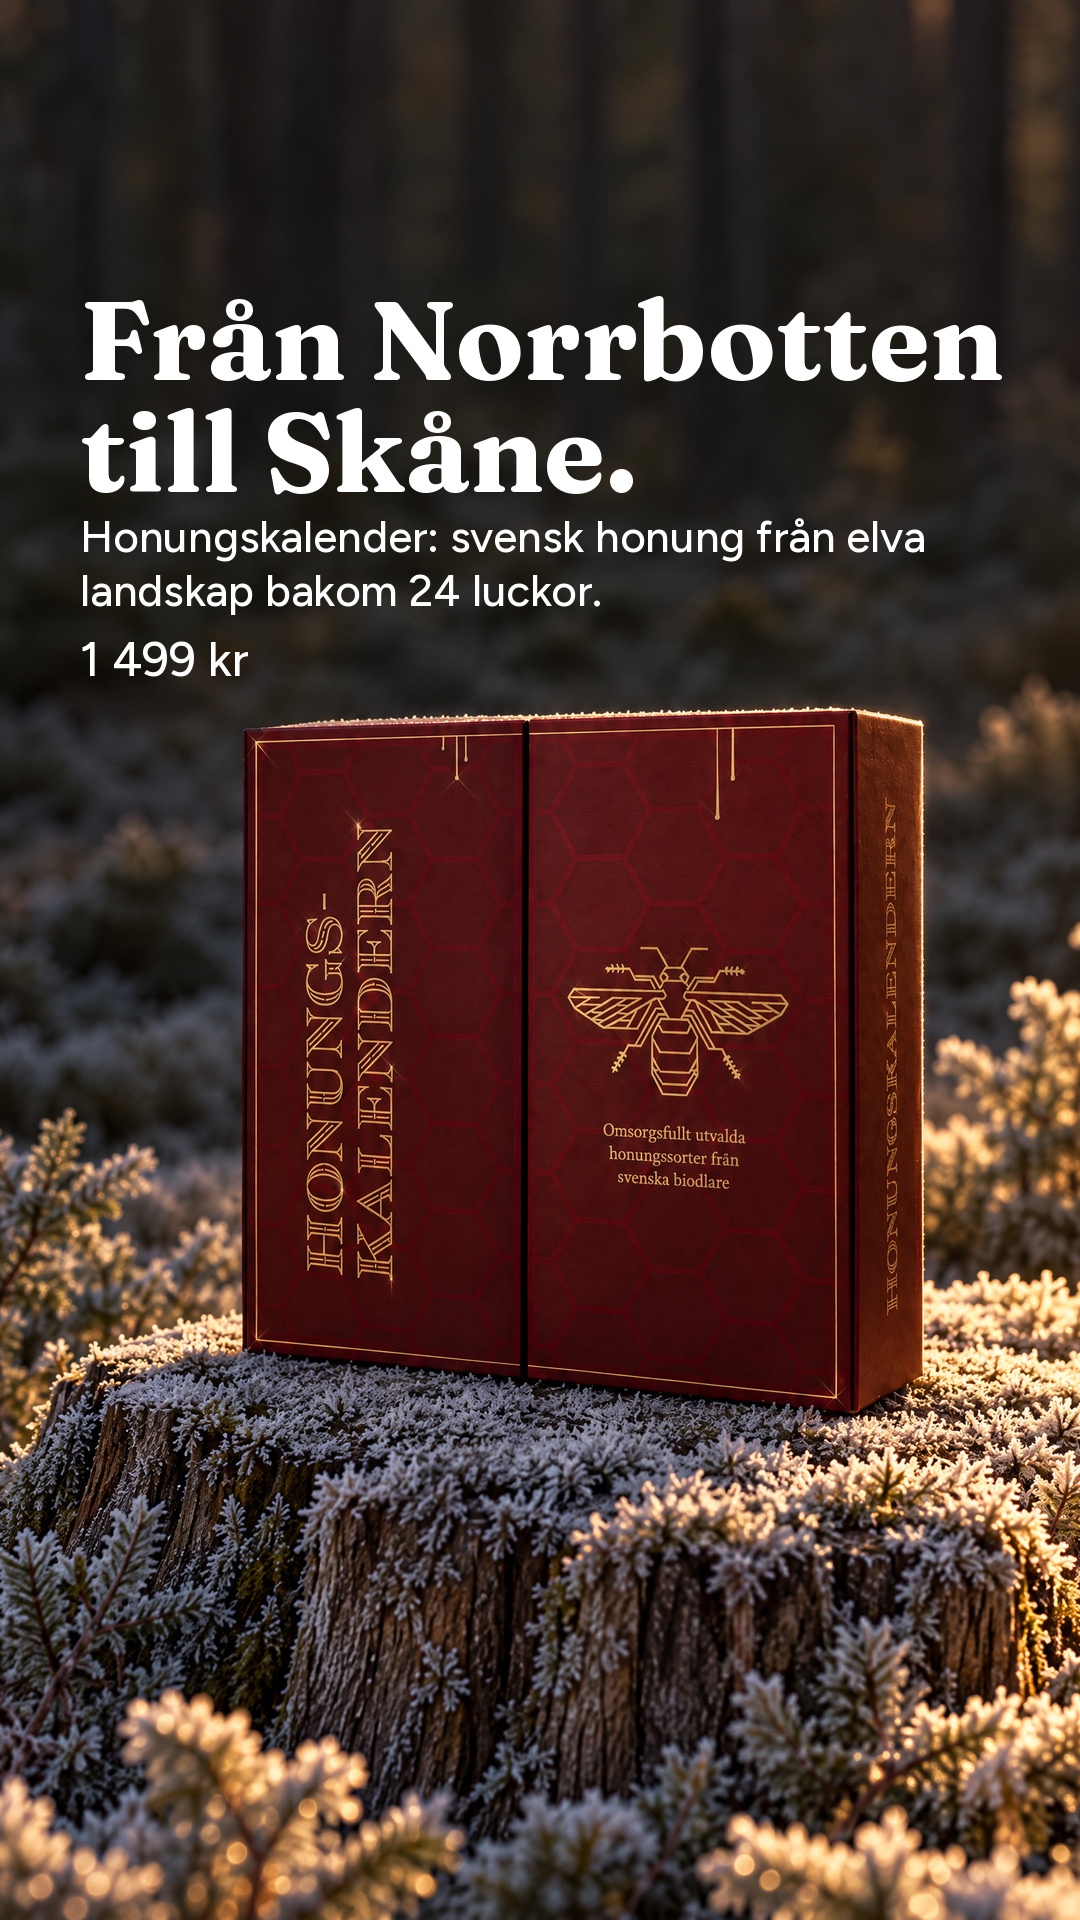 Från Norrbotten
till Skåne.
Honungskalender: svensk honung från elva
landskap bakom 24 luckor.
1 499 kr
HONUNGS-
KALENDERN
Omsorgsfullt utvalda
honungssorter från
svenska biodlare
HONUNGSKALENDERN